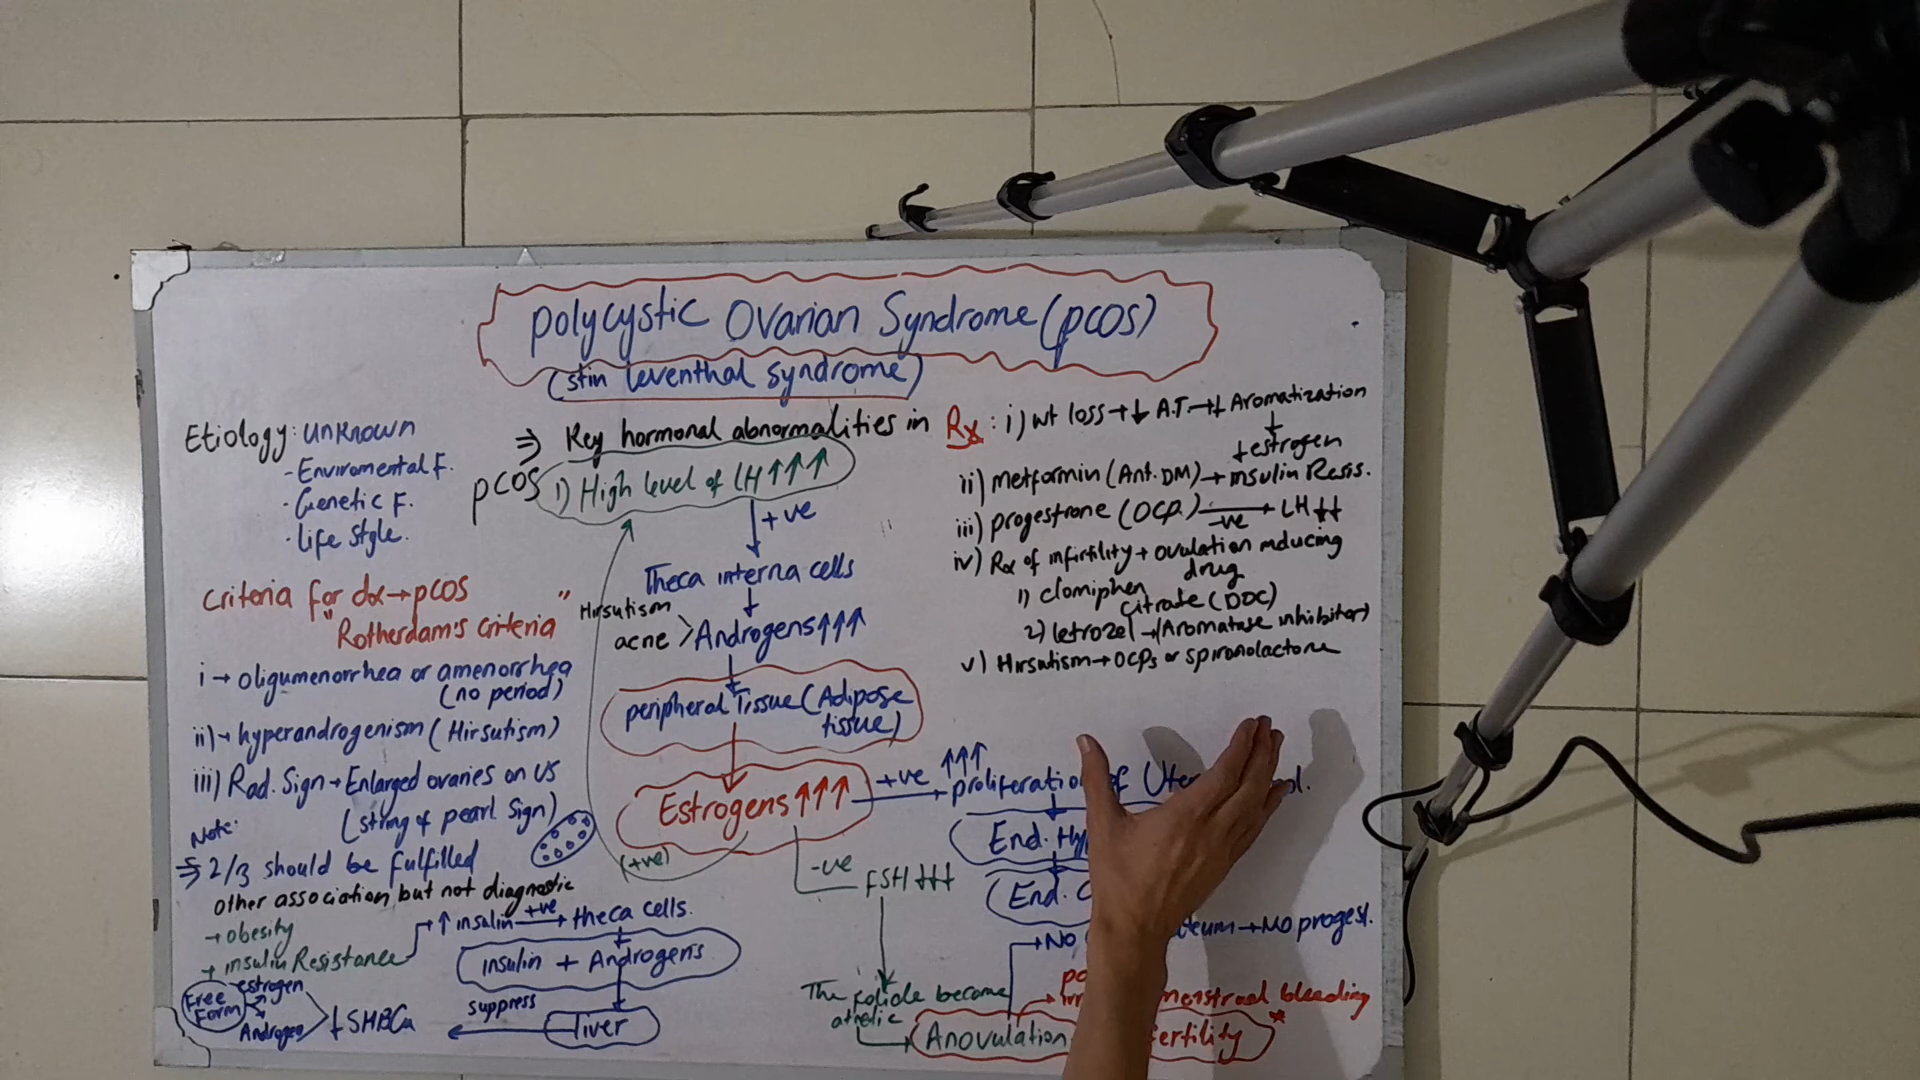 polycystic Ovarian Syndrome (pcos)
(stin leventhal syndrome)
Etiology: unknown
- Enviromental F.
- Genetic F.
- Life style.
Criteria for dx → pcos
"Rotherdam's criteria"
i → oligumenorrhea or amenorrhea
(no period)
ii) → hyperandrogenism (Hirsutism)
iii) Rad. Sign → Enlarged ovaries on US
(string of pearl sign)
Note:
⇒ 2/3 should be fulfilled
other association but not diagnostic
→ obesity
→ insulin Resistance → ↑ insulin +ve → theca cells.
insulin + Androgens
liver
suppress
↓ SHBG
estrogen
Androgen
Free Form
⇒ Key hormonal abnormalities in
pcos
1) High level of LH ↑↑↑
+ve
Theca interna cells
Hirsutism
acne > Androgens ↑↑↑
peripheral Tissue (Adipose
tissue)
Estrogens ↑↑↑
(+ve)
-ve
FSH ↓↓↓
The folicle become
atretic
Anovulation
+ve ↑↑↑
proliferation of
End.
End.
→ No
→ No progest.
menstrual bleeding
fertility *
Rx: i) wt loss → ↓ A.T → ↓ Aromatization
↓ estrogen
ii) metformin (Ant. DM) → insulin Resis.
iii) progestrone (OCP.) -ve → LH ↓↓
iv) Rx of infirtility → ovulation inducing
drug
1) clomiphen
citrate (DOC)
2) letrozel → (Aromatase inhibitor)
v) Hirsutism → OCPs or spironolactone